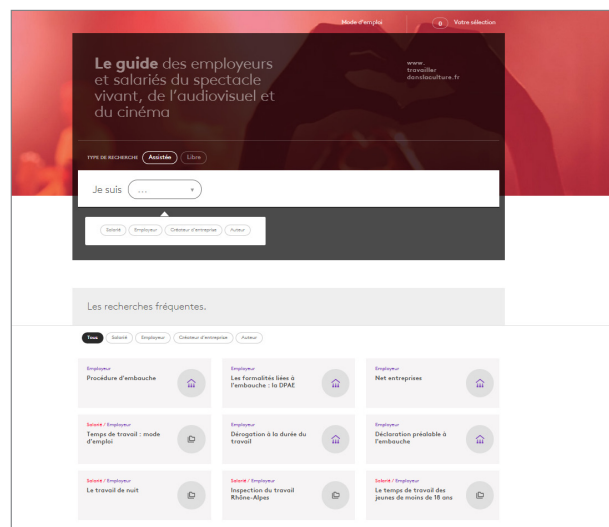 Mode d'emploi
0 Votre sélection
Le guide des employeurs
et salariés du spectacle
vivant, de l'audiovisuel et
du cinéma
www.
travailler
danslaculture.fr
TYPE DE RECHERCHE Assistée Libre
Je suis ...
Salarié Employeur Créateur d'entreprise Auteur
Les recherches fréquentes.
Tous Salarié Employeur Créateur d'entreprise Auteur
Employeur
Procédure d'embauche
Employeur
Les formalités liées à
l'embauche : la DPAE
Employeur
Net entreprises
Salarié / Employeur
Temps de travail : mode
d'emploi
Employeur
Dérogation à la durée du
travail
Employeur
Déclaration préalable à
l'embauche
Salarié / Employeur
Le travail de nuit
Salarié / Employeur
Inspection du travail
Rhône-Alpes
Salarié / Employeur
Le temps de travail des
jeunes de moins de 18 ans